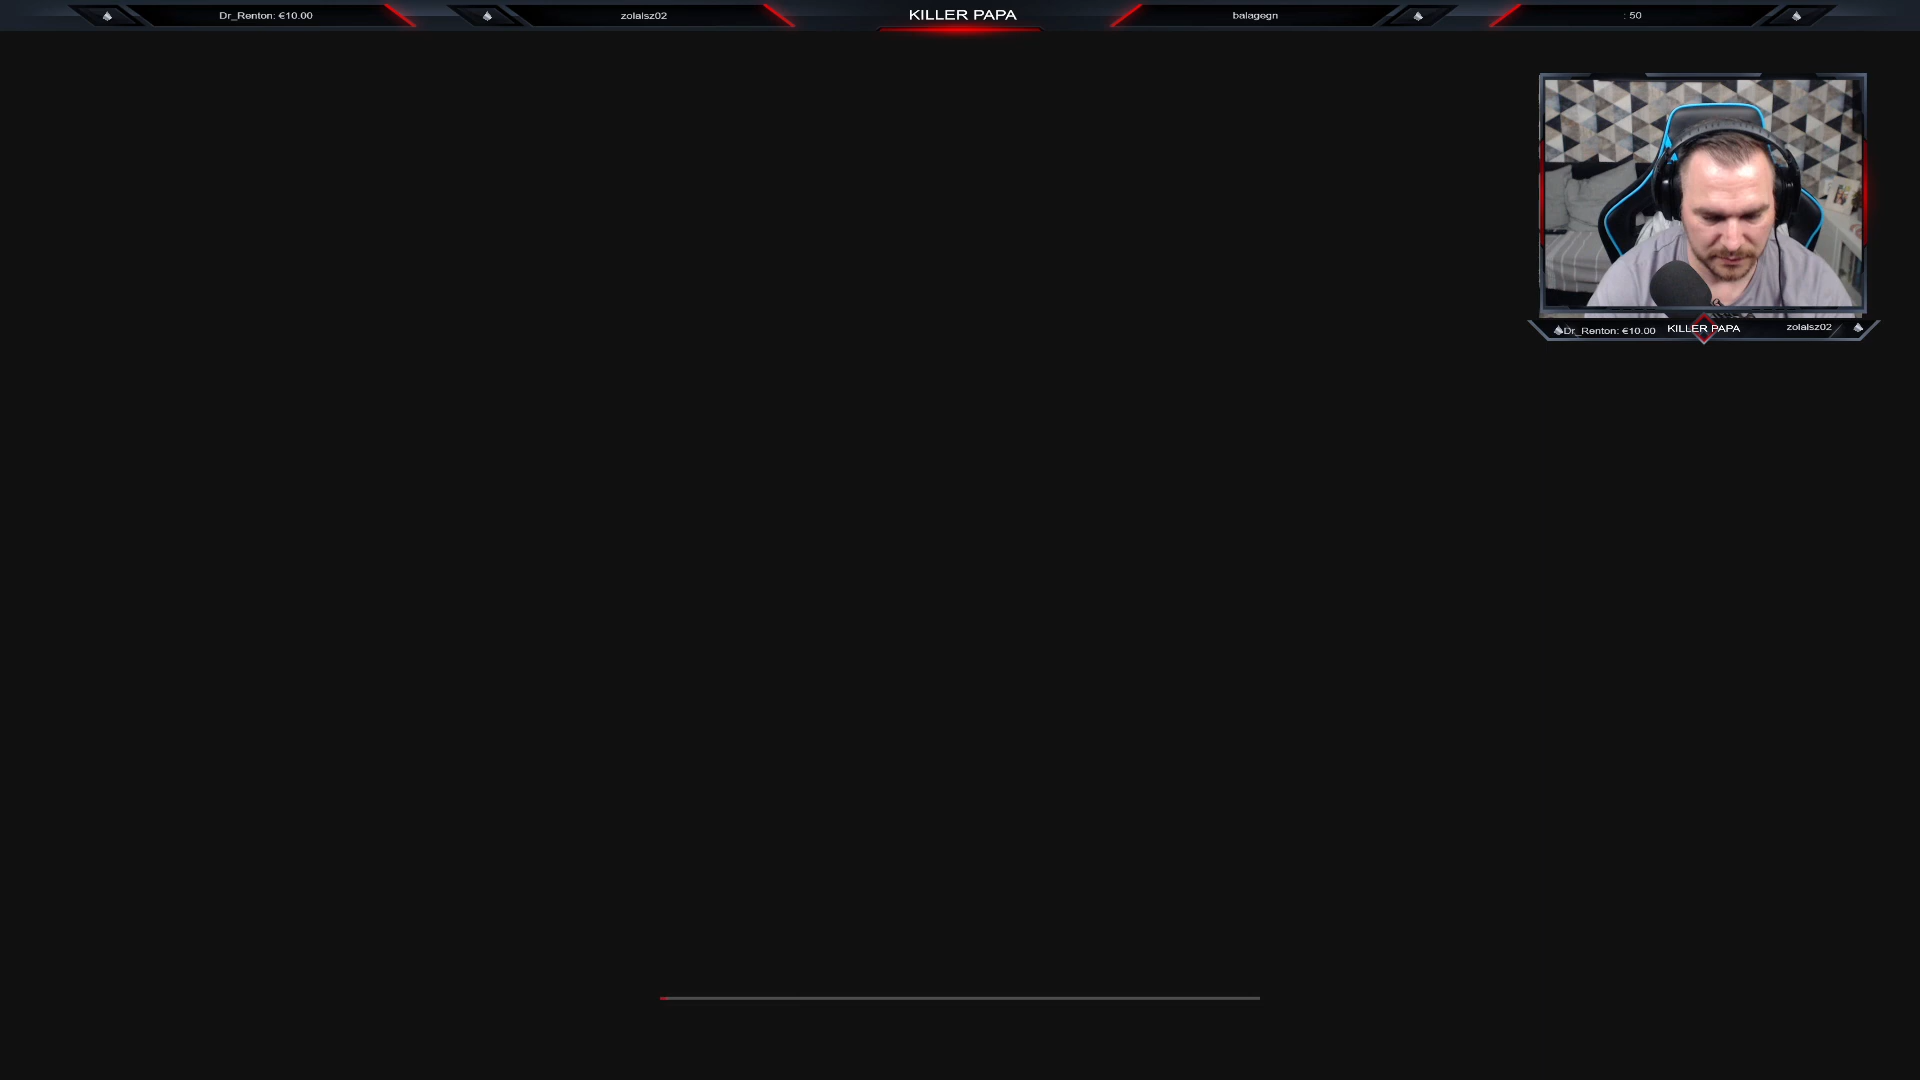 Dr_Renton: €10.00
zolalsz02
KILLER PAPA
balagegn
: 50
Dr_Renton: €10.00
KILLER PAPA
zolalsz02